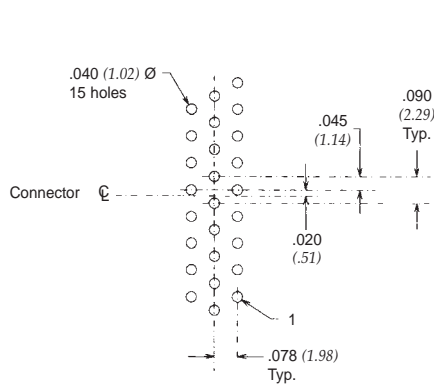 .040 (1.02) Ø
15 holes
.090
(2.29)
Typ.
.045
(1.14)
Connector ℄
.020
(.51)
1
.078 (1.98)
Typ.